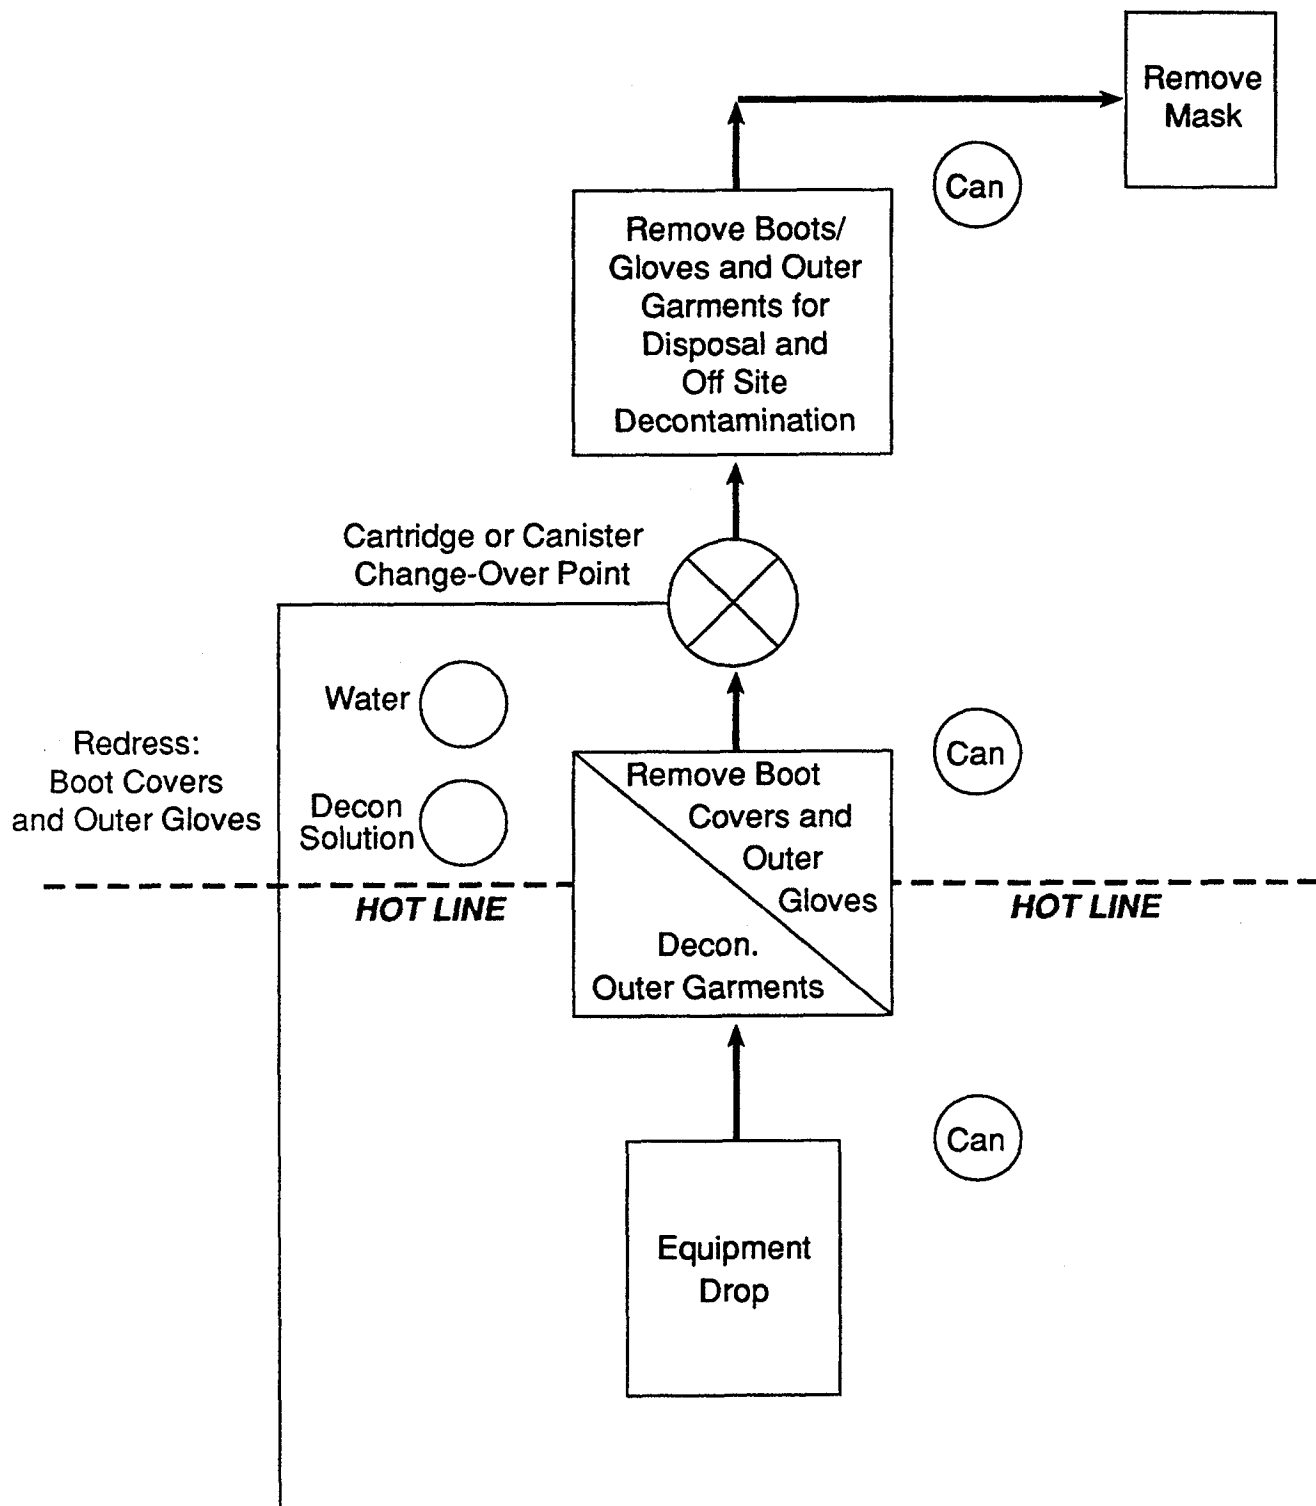 Remove
Mask
Can
Remove Boots/
Gloves and Outer
Garments for
Disposal and
Off Site
Decontamination
Cartridge or Canister
Change-Over Point
Water
Redress:
Boot Covers
and Outer Gloves
Decon
Solution
Can
Remove Boot
Covers and
Outer
Gloves
HOT LINE
HOT LINE
Decon.
Outer Garments
Can
Equipment
Drop